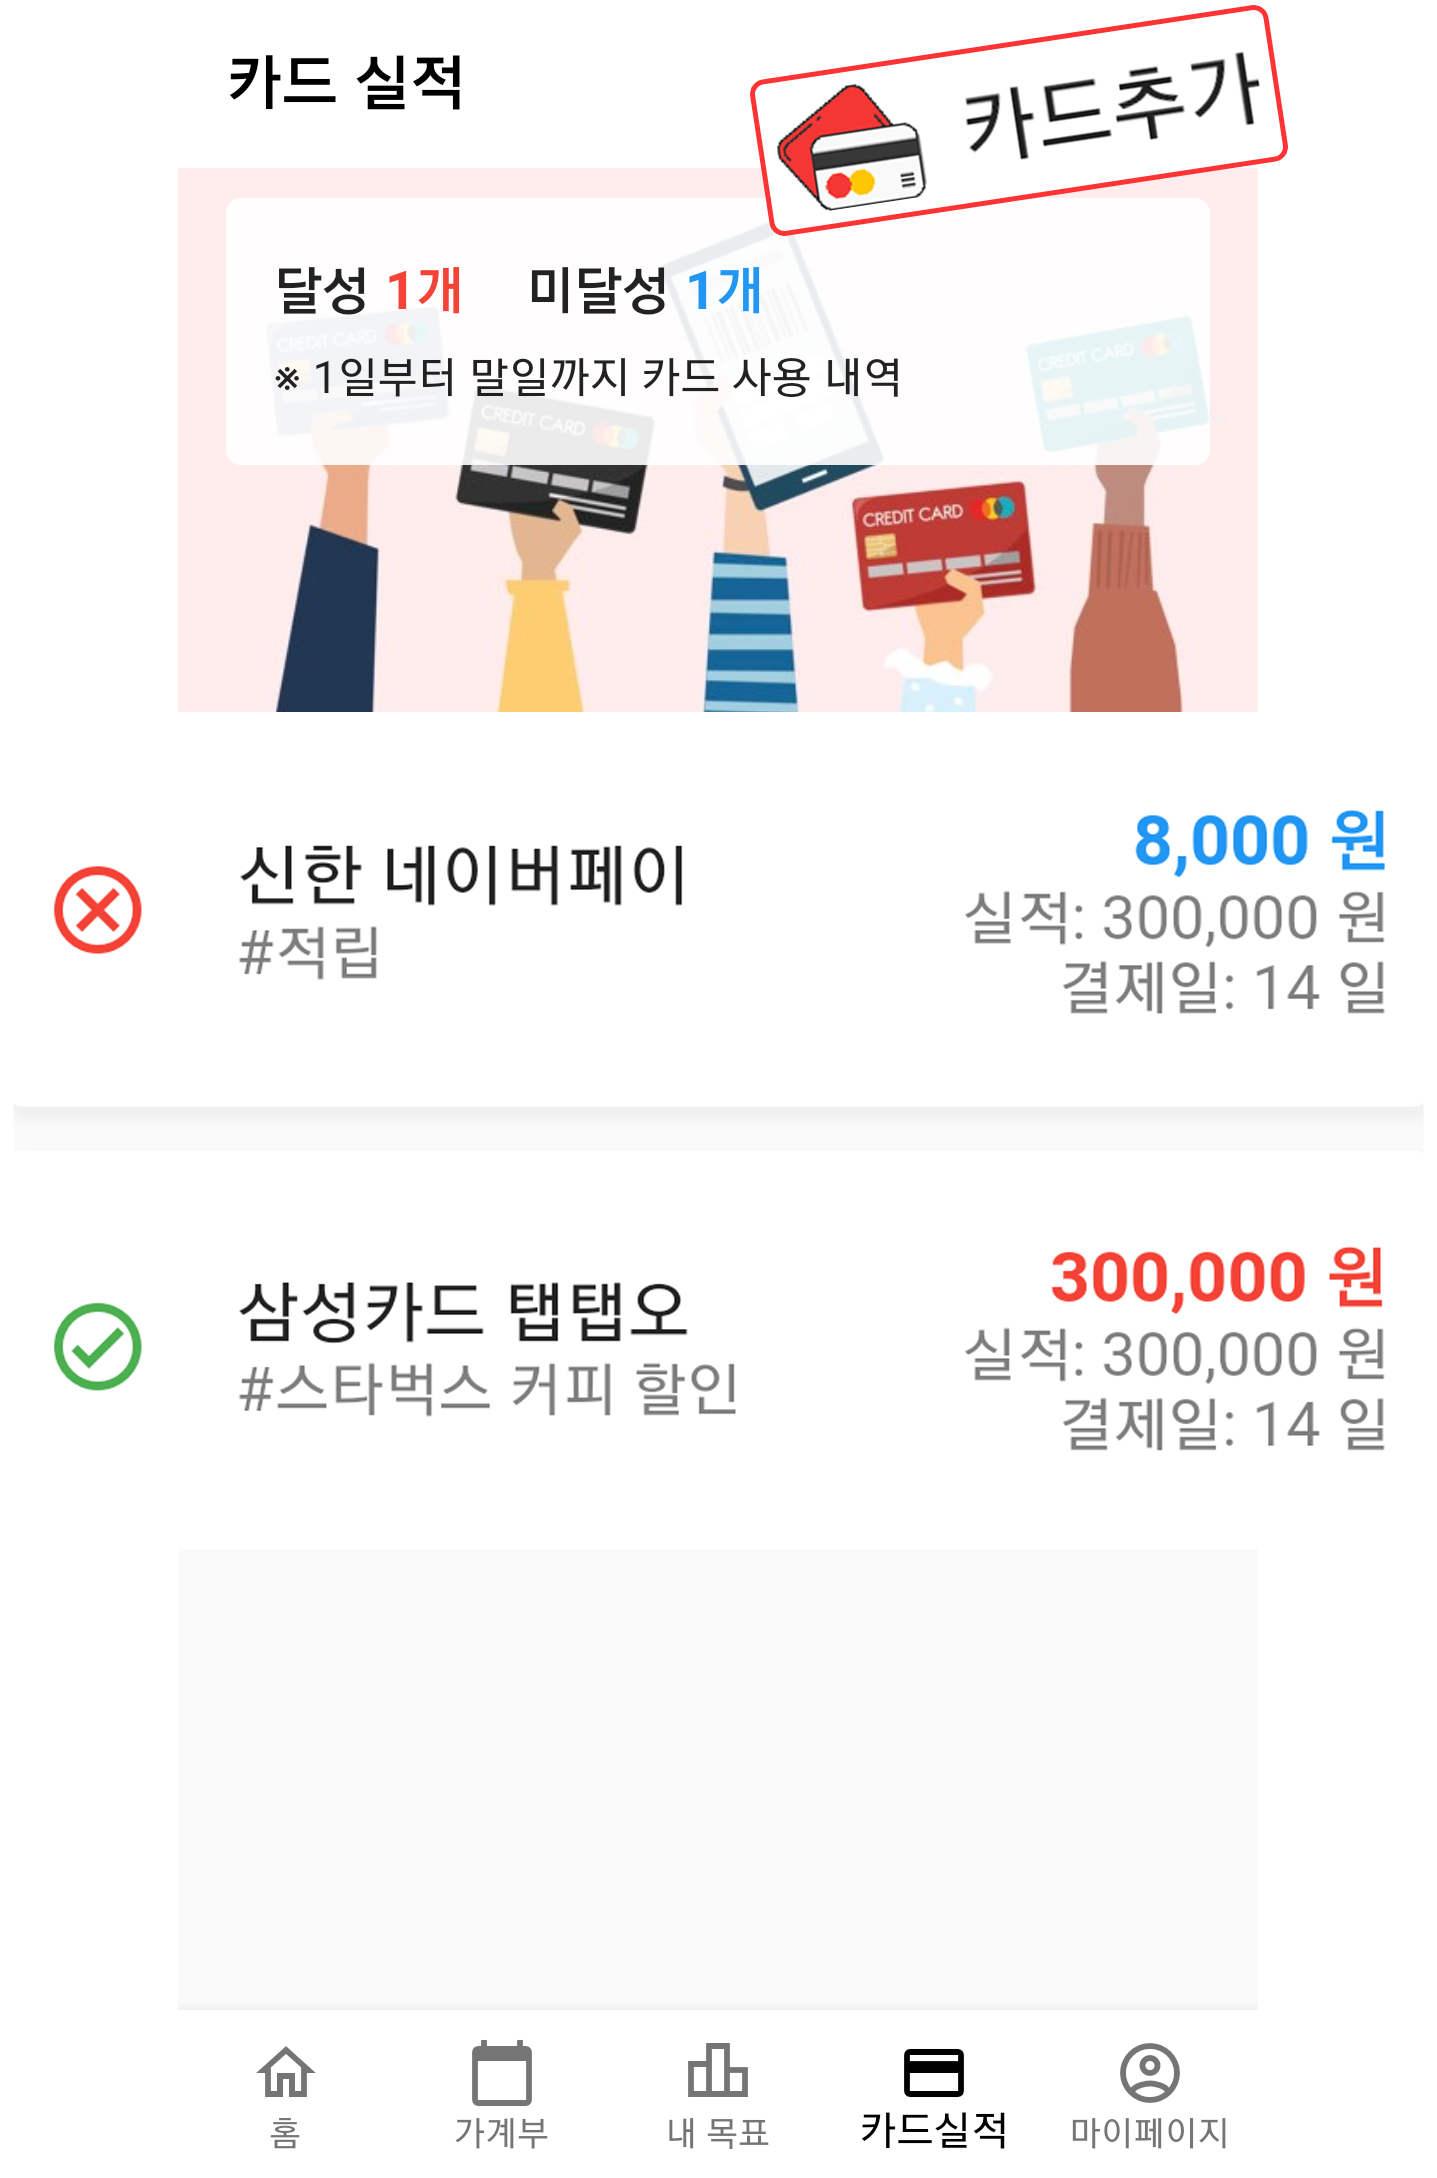 카드 실적
카드추가
달성 1개 미달성 1개
※ 1일부터 말일까지 카드 사용 내역
CREDIT CARD
CREDIT CARD
CREDIT CARD
CREDIT CARD
신한 네이버페이
#적립
8,000 원
실적: 300,000 원
결제일: 14 일
삼성카드 탭탭오
#스타벅스 커피 할인
300,000 원
실적: 300,000 원
결제일: 14 일
홈
가계부
내 목표
카드실적
마이페이지